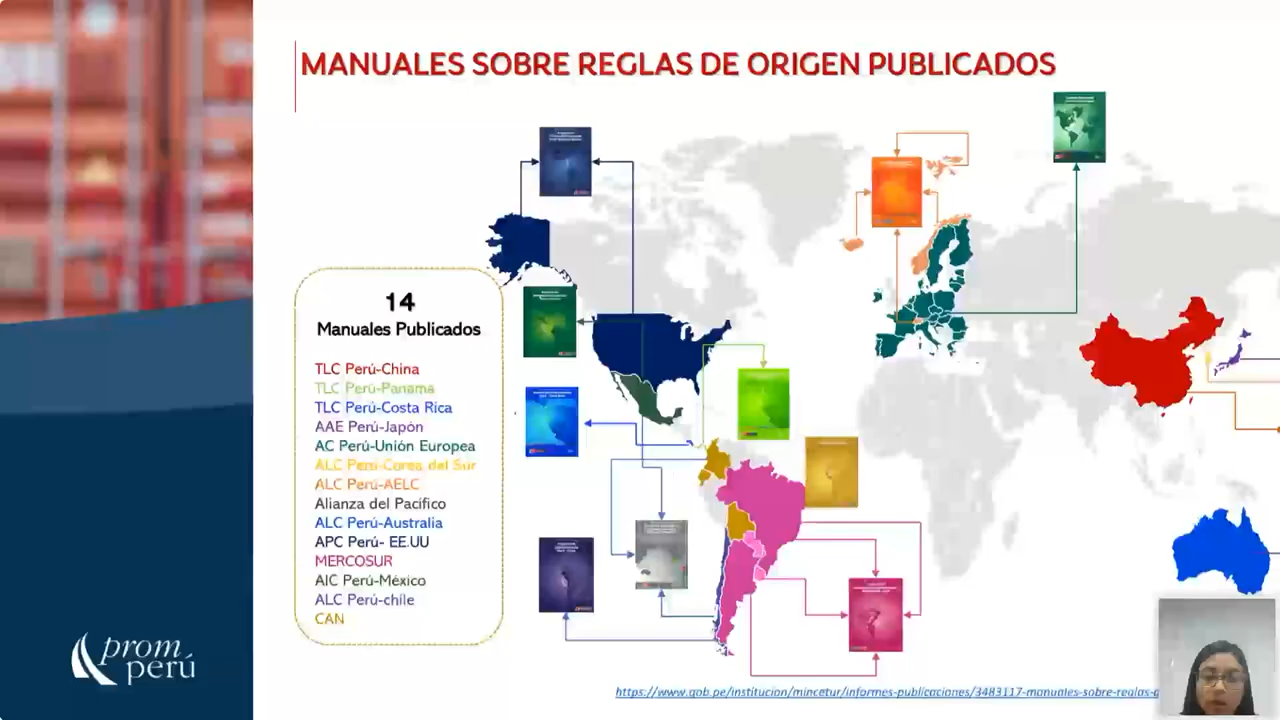 MANUALES SOBRE REGLAS DE ORIGEN PUBLICADOS
14
Manuales Publicados
TLC Perú-China
TLC Perú-Panama
TLC Perú-Costa Rica
AAE Perú-Japón
AC Perú-Unión Europea
ALC Perú-Corea del Sur
ALC Perú-AELC
Alianza del Pacífico
ALC Perú-Australia
APC Perú- EE.UU
MERCOSUR
AIC Perú-México
ALC Perú-chile
CAN
prom
perú
https://www.gob.pe/institucion/mincetur/informes-publicaciones/3483117-manuales-sobre-reglas-